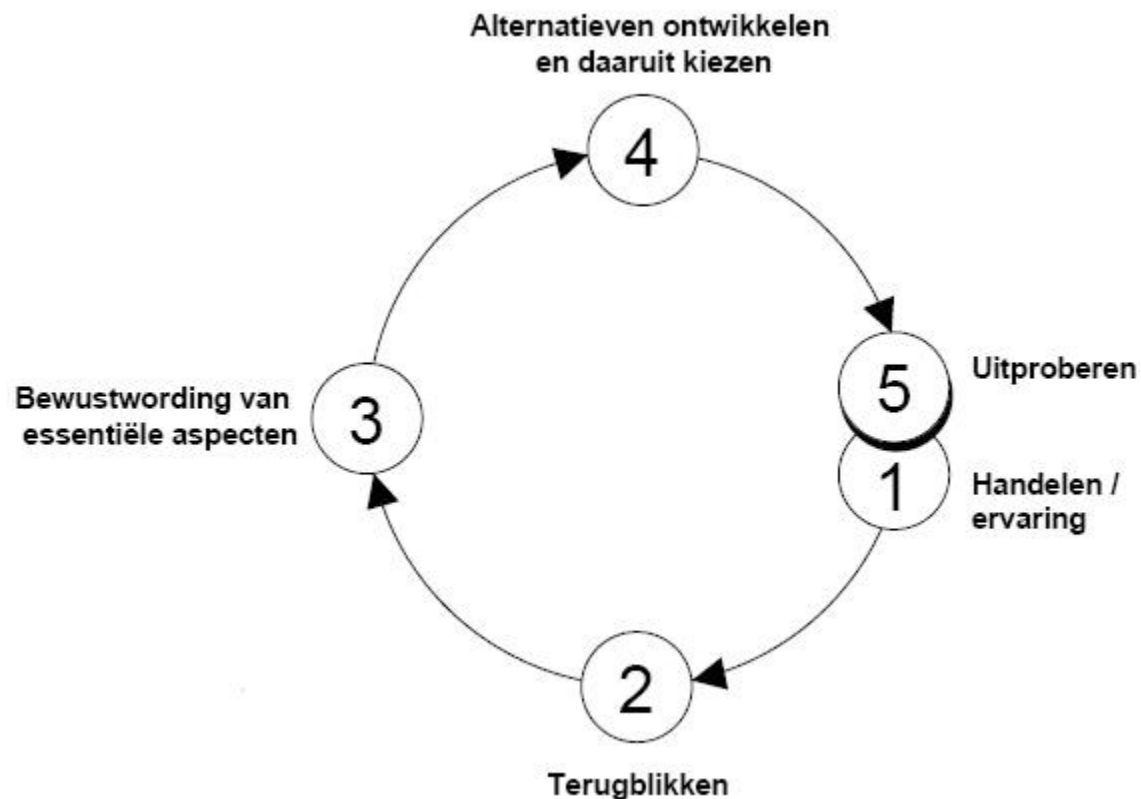 Alternatieven ontwikkelen
en daaruit kiezen
4
5
Uitproberen
Bewustwording van
essentiële aspecten
3
1
Handelen /
ervaring
2
Terugblikken